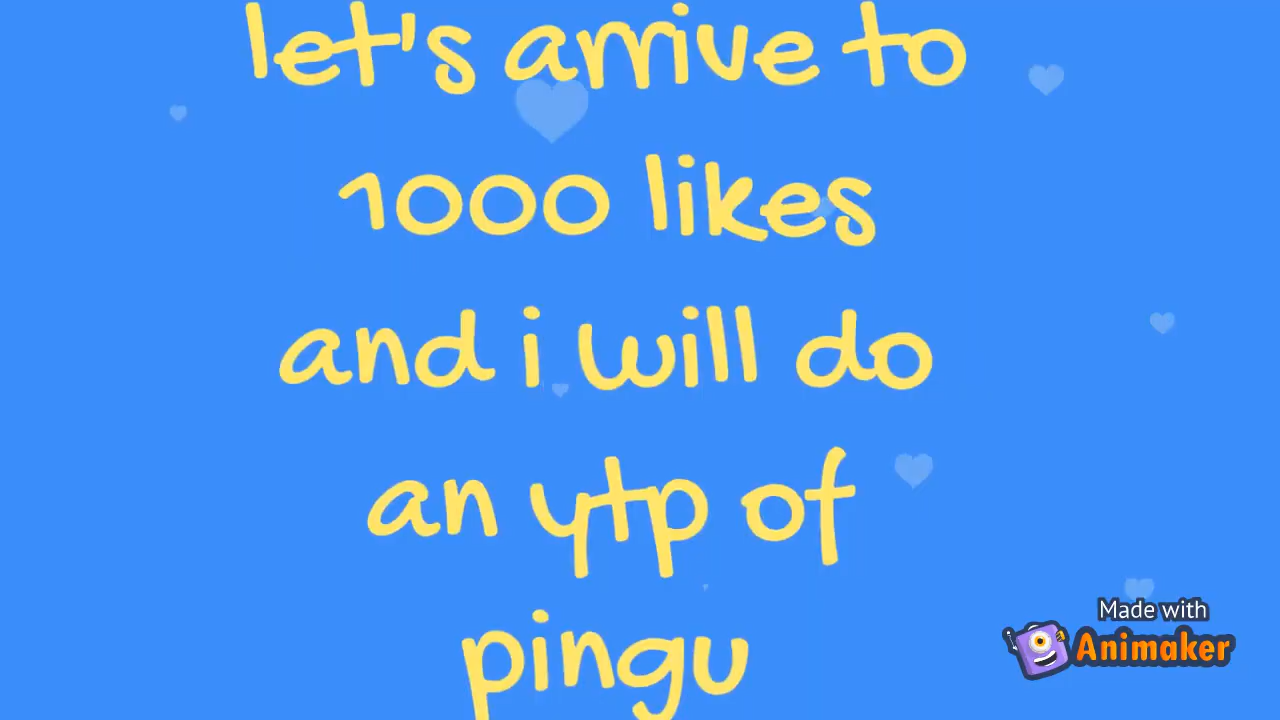 let's arrive to
1000 likes
and i will do
an ytp of
pingu
Made with
Animaker